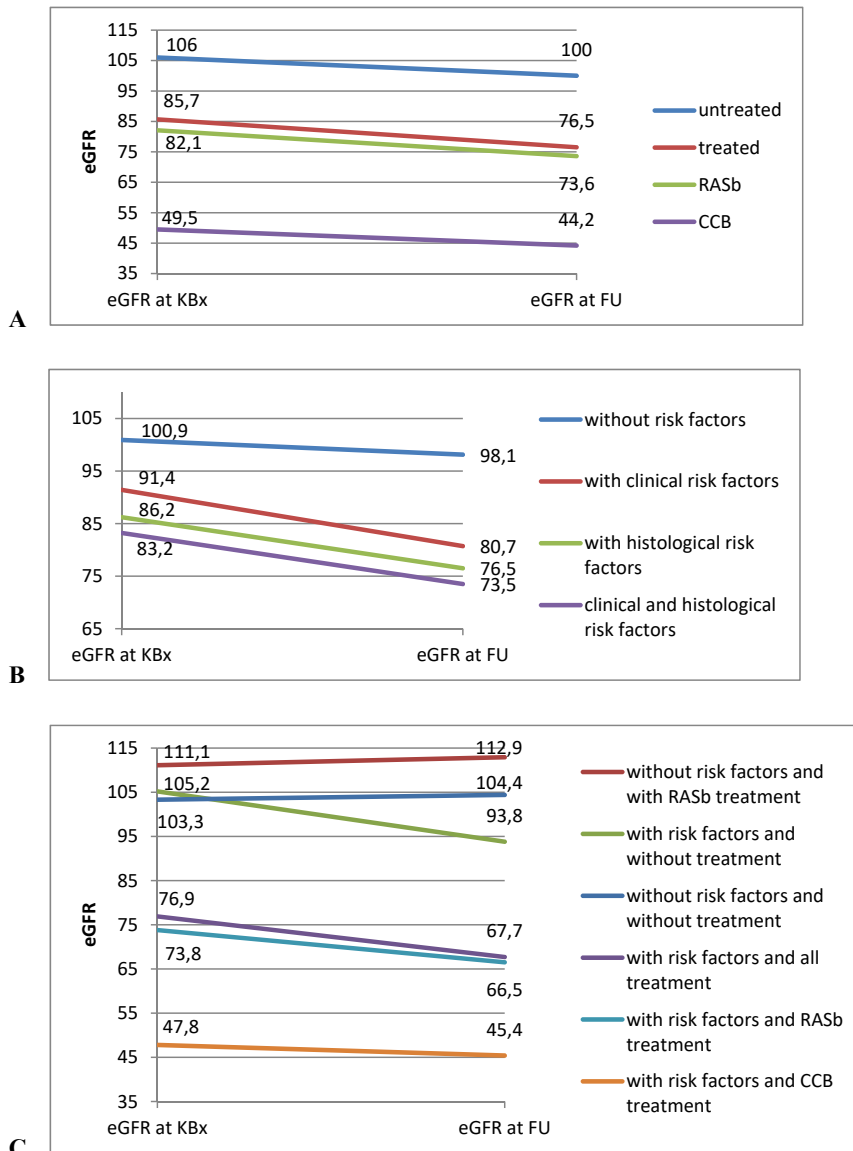 115
106
100
105
95
untreated
85,7
76,5
85
treated
eGFR
82,1
75
RASb
73,6
65
CCB
55
49,5
44,2
45
35
eGFR at KBx
eGFR at FU
A
105
100,9
without risk factors
98,1
95
91,4
with clinical risk factors
86,2
85
83,2
80,7
with histological risk
factors
76,5
75
73,5
clinical and histological
risk factors
65
eGFR at KBx
eGFR at FU
B
115
111,1
112,9
without risk factors and
with RASb treatment
105
105,2
104,4
103,3
93,8
with risk factors and
without treatment
95
without risk factors and
without treatment
85
eGFR
76,9
75
67,7
with risk factors and all
treatment
73,8
65
66,5
with risk factors and RASb
treatment
55
47,8
45,4
45
with risk factors and CCB
treatment
35
eGFR at KBx
eGFR at FU
C